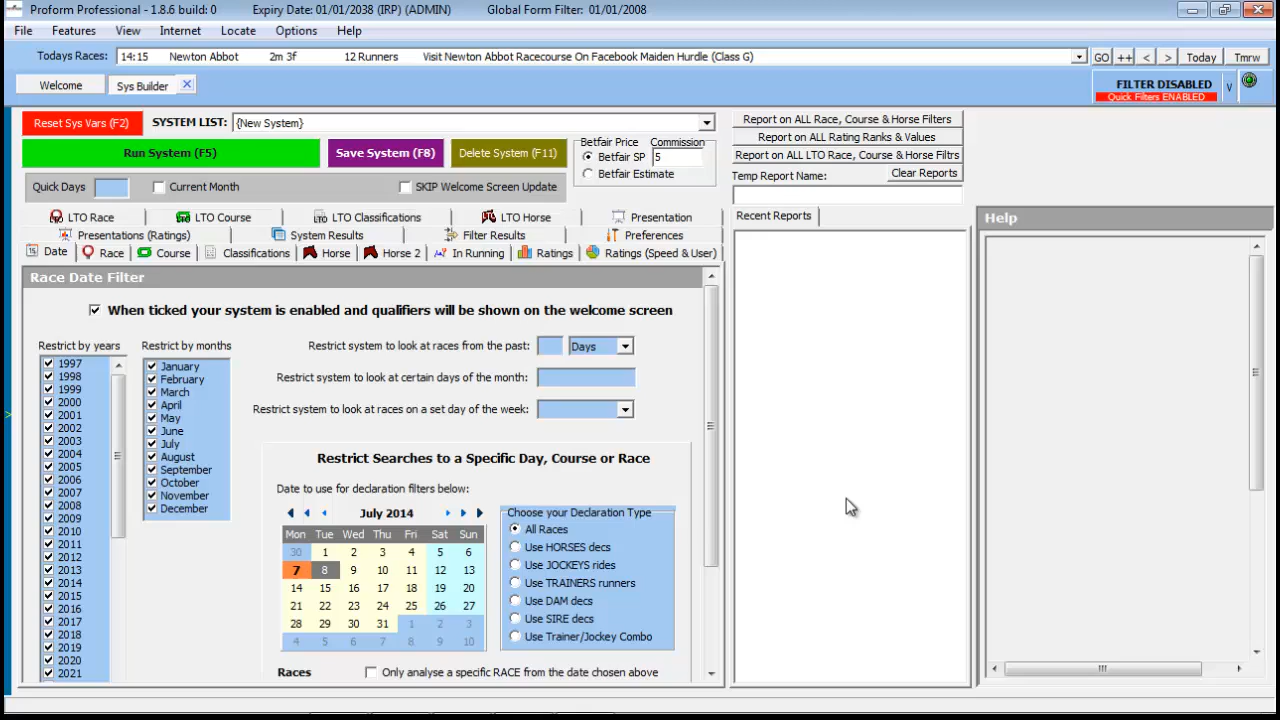 Proform Professional - 1.8.6 build: 0 Expiry Date: 01/01/2038 (IRP) (ADMIN) Global Form Filter: 01/01/2008
File Features View Internet Locate Options Help
Todays Races: 14:15 Newton Abbot 2m 3f 12 Runners Visit Newton Abbot Racecourse On Facebook Maiden Hurdle (Class G) GO ++ < > Today Tmrw
Welcome Sys Builder X FILTER DISABLED V
Quick Filters ENABLED
Reset Sys Vars (F2) SYSTEM LIST: {New System}
Run System (F5) Save System (F8) Delete System (F11)
Betfair Price Commission
Betfair SP 5
Betfair Estimate
Quick Days Current Month SKIP Welcome Screen Update
Report on ALL Race, Course & Horse Filters
Report on ALL Rating Ranks & Values
Report on ALL LTO Race, Course & Horse Filtrs
Temp Report Name: Clear Reports
LTO Race LTO Course LTO Classifications LTO Horse Presentation
Presentations (Ratings) System Results Filter Results Preferences
Date Race Course Classifications Horse Horse 2 In Running Ratings Ratings (Speed & User)
Recent Reports
Help
Race Date Filter
When ticked your system is enabled and qualifiers will be shown on the welcome screen
Restrict by years
1997
1998
1999
2000
2001
2002
2003
2004
2005
2006
2007
2008
2009
2010
2011
2012
2013
2014
2015
2016
2017
2018
2019
2020
2021
Restrict by months
January
February
March
April
May
June
July
August
September
October
November
December
Restrict system to look at races from the past: Days
Restrict system to look at certain days of the month:
Restrict system to look at races on a set day of the week:
Restrict Searches to a Specific Day, Course or Race
Date to use for declaration filters below:
July 2014
Mon Tue Wed Thu Fri Sat Sun
30 1 2 3 4 5 6
7 8 9 10 11 12 13
14 15 16 17 18 19 20
21 22 23 24 25 26 27
28 29 30 31 1 2 3
4 5 6 7 8 9 10
Choose your Declaration Type
All Races
Use HORSES decs
Use JOCKEYS rides
Use TRAINERS runners
Use DAM decs
Use SIRE decs
Use Trainer/Jockey Combo
Races Only analyse a specific RACE from the date chosen above